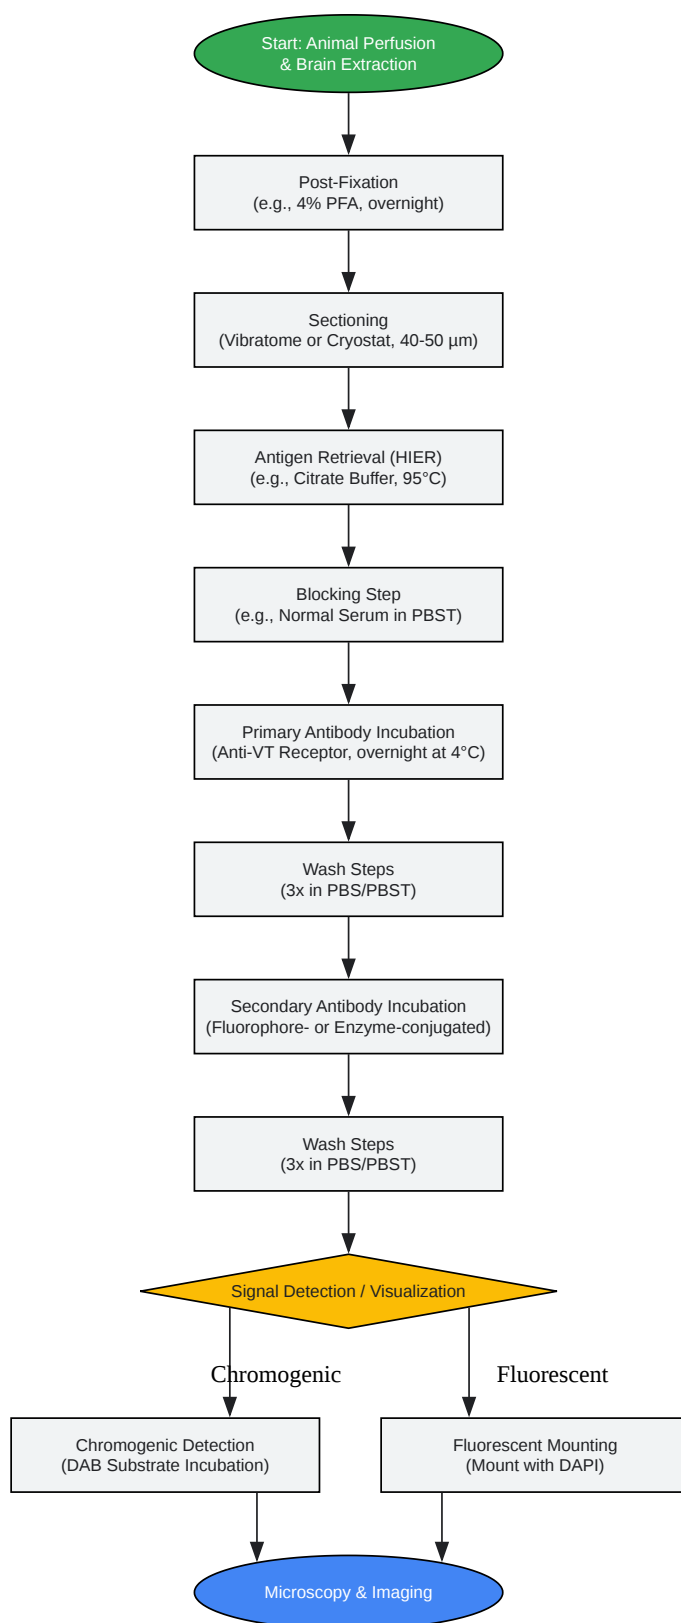 Start: Animal Perfusion
& Brain Extraction
Post-Fixation
(e.g., 4% PFA, overnight)
Sectioning
(Vibratome or Cryostat, 40-50 µm)
Antigen Retrieval (HIER)
(e.g., Citrate Buffer, 95°C)
Blocking Step
(e.g., Normal Serum in PBST)
Primary Antibody Incubation
(Anti-VT Receptor, overnight at 4°C)
Wash Steps
(3x in PBS/PBST)
Secondary Antibody Incubation
(Fluorophore- or Enzyme-conjugated)
Wash Steps
(3x in PBS/PBST)
Signal Detection / Visualization
Chromogenic
Fluorescent
Chromogenic Detection
(DAB Substrate Incubation)
Fluorescent Mounting
(Mount with DAPI)
Microscopy & Imaging